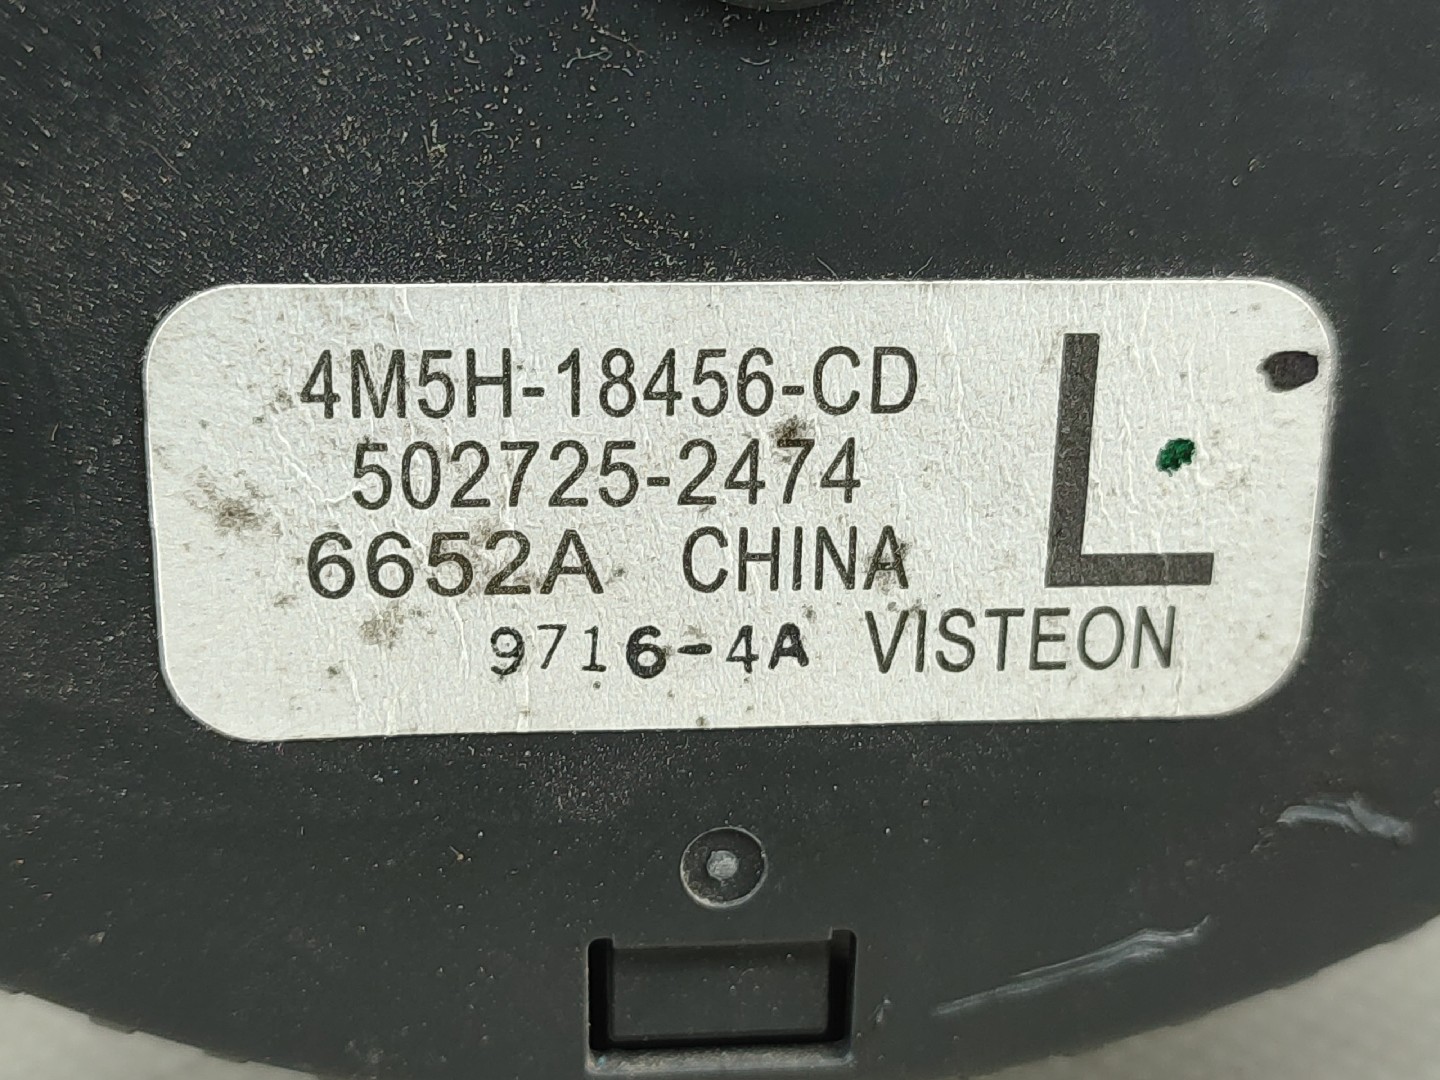 4M5H-18456-CD
502725-2474
6652A CHINA
L
9716-4A VISTEON